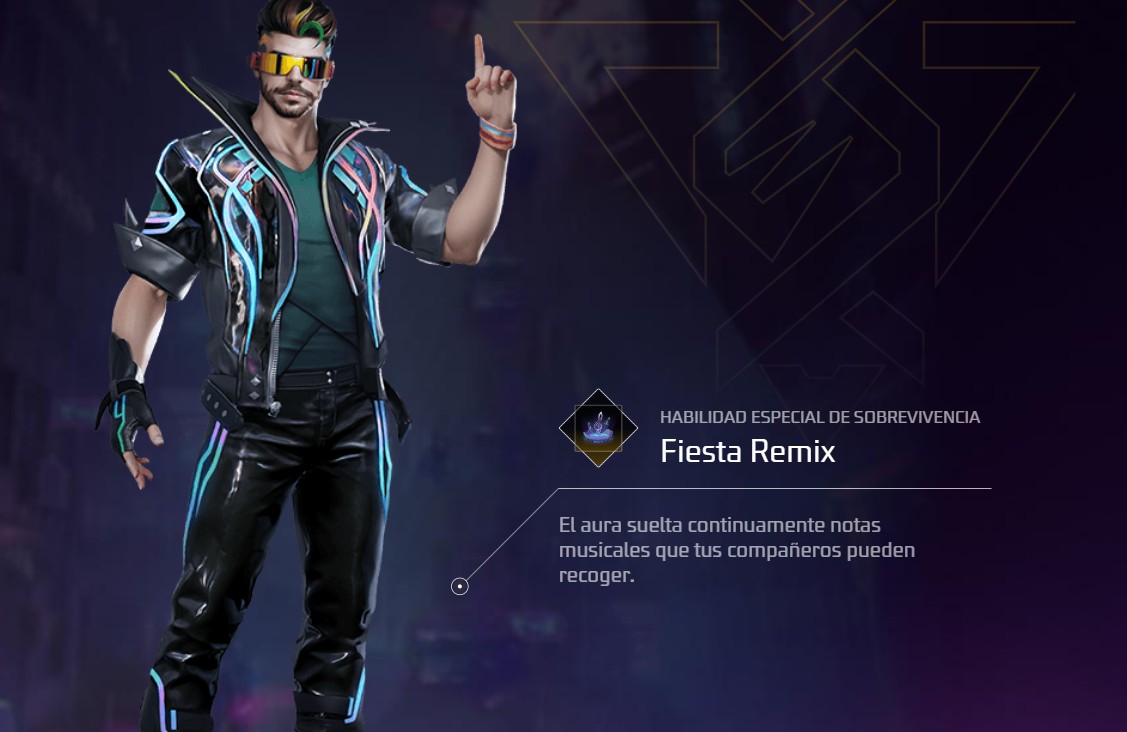 HABILIDAD ESPECIAL DE SOBREVIVENCIA
Fiesta Remix
El aura suelta continuamente notas
musicales que tus compañeros pueden
recoger.